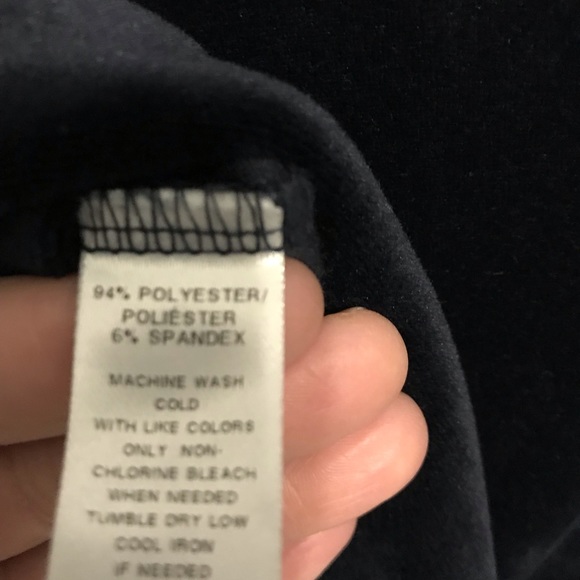 94% POLYESTER/
POLIÉSTER
6% SPANDEX
MACHINE WASH
COLD
WITH LIKE COLORS
ONLY NON-
CHLORINE BLEACH
WHEN NEEDED
TUMBLE DRY LOW
COOL IRON
IF NEEDED